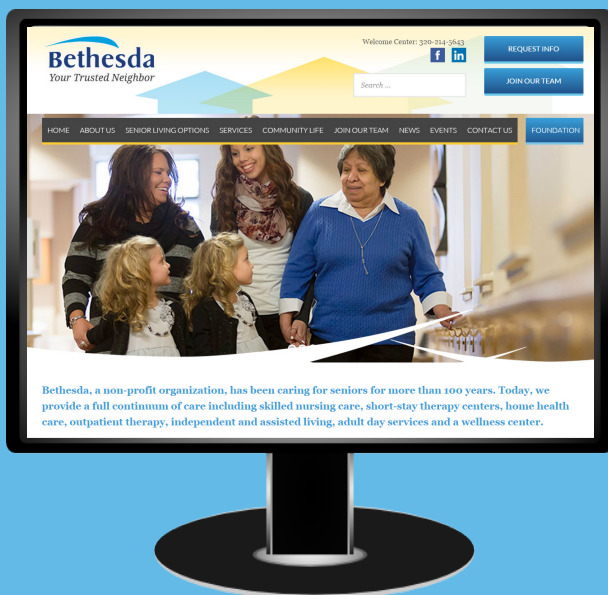 Welcome Center: 320-214-5643
Bethesda
Your Trusted Neighbor
f in
Search ...
REQUEST INFO
JOIN OUR TEAM
HOME ABOUT US SENIOR LIVING OPTIONS SERVICES COMMUNITY LIFE JOIN OUR TEAM NEWS EVENTS CONTACT US FOUNDATION
Bethesda, a non-profit organization, has been caring for seniors for more than 100 years. Today, we
provide a full continuum of care including skilled nursing care, short-stay therapy centers, home health
care, outpatient therapy, independent and assisted living, adult day services and a wellness center.